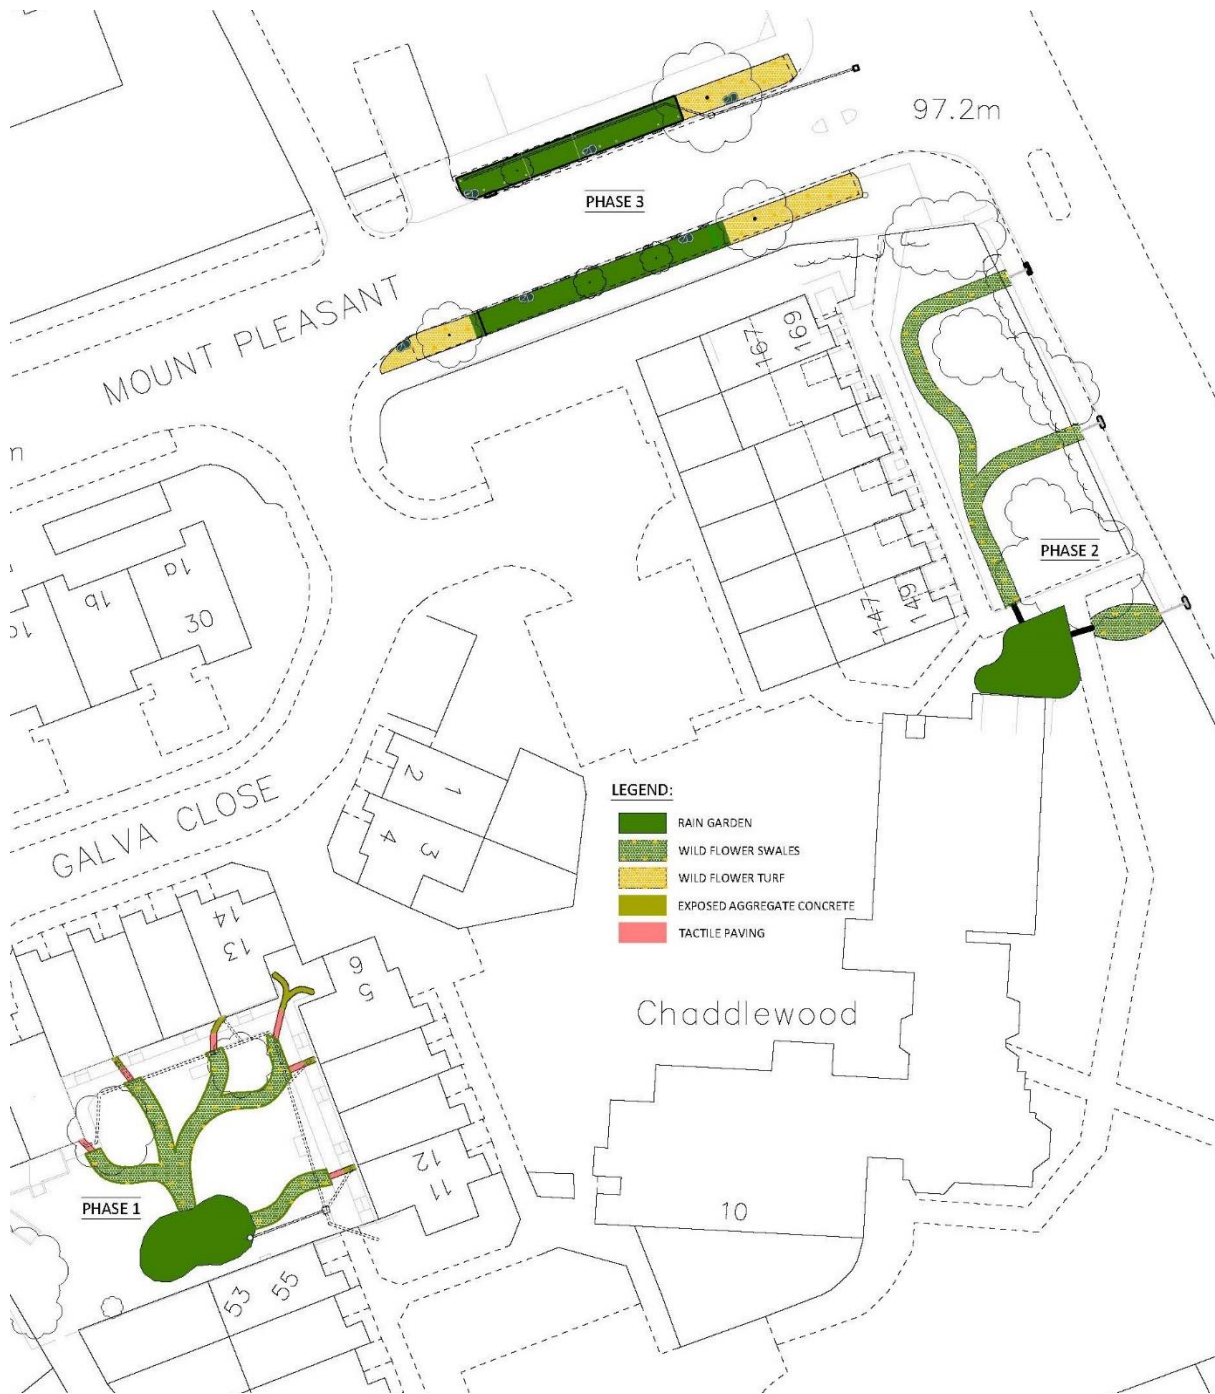 97.2m
PHASE 3
MOUNT PLEASANT
167
169
m
PHASE 2
1a
1b
30
149
147
2
1
LEGEND:
RAIN GARDEN
4
3
WILD FLOWER SWALES
GALVA CLOSE
WILD FLOWER TURF
EXPOSED AGGREGATE CONCRETE
14
TACTILE PAVING
13
6
5
Chaddlewood
12
11
PHASE 1
10
53
55